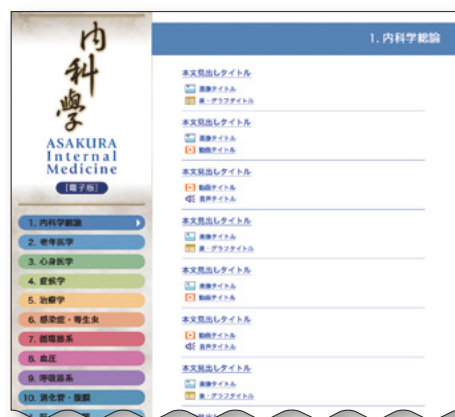 内科學
ASAKURA
Internal
Medicine
[電子版]
1. 内科学総論
2. 老年医学
3. 心身医学
4. 症候学
5. 治療学
6. 感染症・寄生虫
7. 循環器系
8. 血圧
9. 呼吸器系
10. 消化管・腹膜
1. 内科学総論
本文見出しタイトル
画像タイトル
表・グラフタイトル
本文見出しタイトル
画像タイトル
動画タイトル
本文見出しタイトル
動画タイトル
音声タイトル
本文見出しタイトル
画像タイトル
表・グラフタイトル
本文見出しタイトル
画像タイトル
動画タイトル
本文見出しタイトル
動画タイトル
音声タイトル
本文見出しタイトル
画像タイトル
表・グラフタイトル